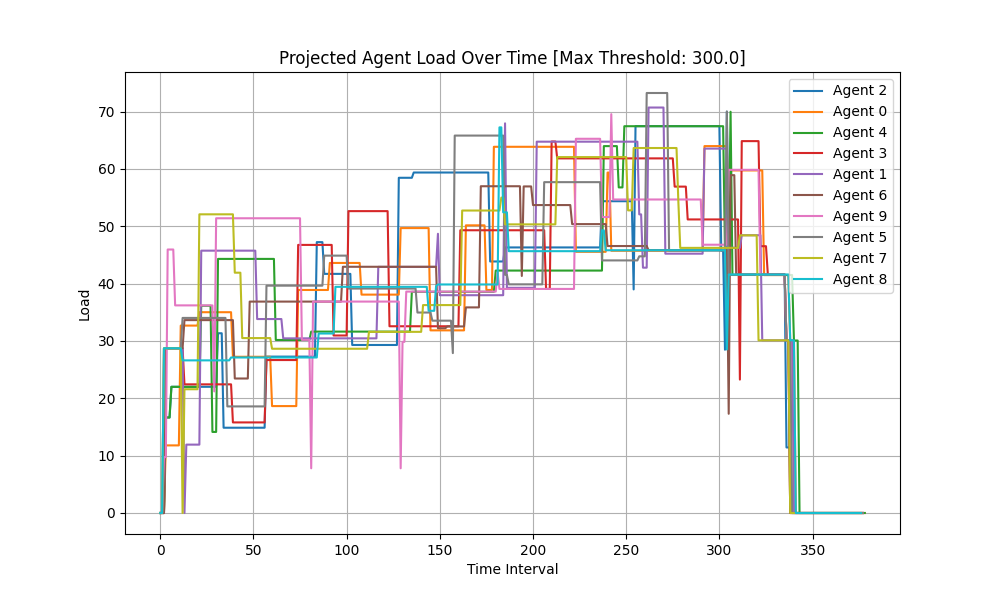 Projected Agent Load Over Time [Max Threshold: 300.0]
Load
70
60
50
40
30
20
10
0
0 50 100 150 200 250 300 350
Time Interval
Agent 2
Agent 0
Agent 4
Agent 3
Agent 1
Agent 6
Agent 9
Agent 5
Agent 7
Agent 8